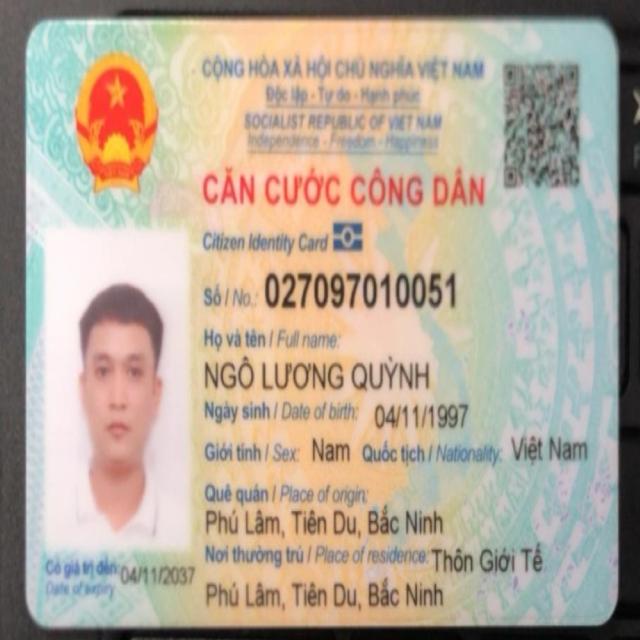 CỘNG HÒA XÃ HỘI CHỦ NGHĨA VIỆT NAM
Độc lập - Tự do - Hạnh phúc
SOCIALIST REPUBLIC OF VIET NAM
Independence - Freedom - Happiness
CĂN CƯỚC CÔNG DÂN
Citizen Identity Card
Số / No.: 027097010051
Họ và tên / Full name:
NGÔ LƯƠNG QUỲNH
Ngày sinh / Date of birth: 04/11/1997
Giới tính / Sex: Nam Quốc tịch / Nationality: Việt Nam
Quê quán / Place of origin:
Phú Lâm, Tiên Du, Bắc Ninh
Nơi thường trú / Place of residence: Thôn Giới Tế
Phú Lâm, Tiên Du, Bắc Ninh
Có giá trị đến: 04/11/2037
Date of expiry